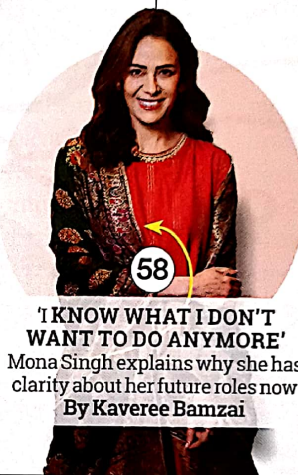 58
‘I KNOW WHAT I DON’T
WANT TO DO ANYMORE’
Mona Singh explains why she has
clarity about her future roles now
By Kaveree Bamzai